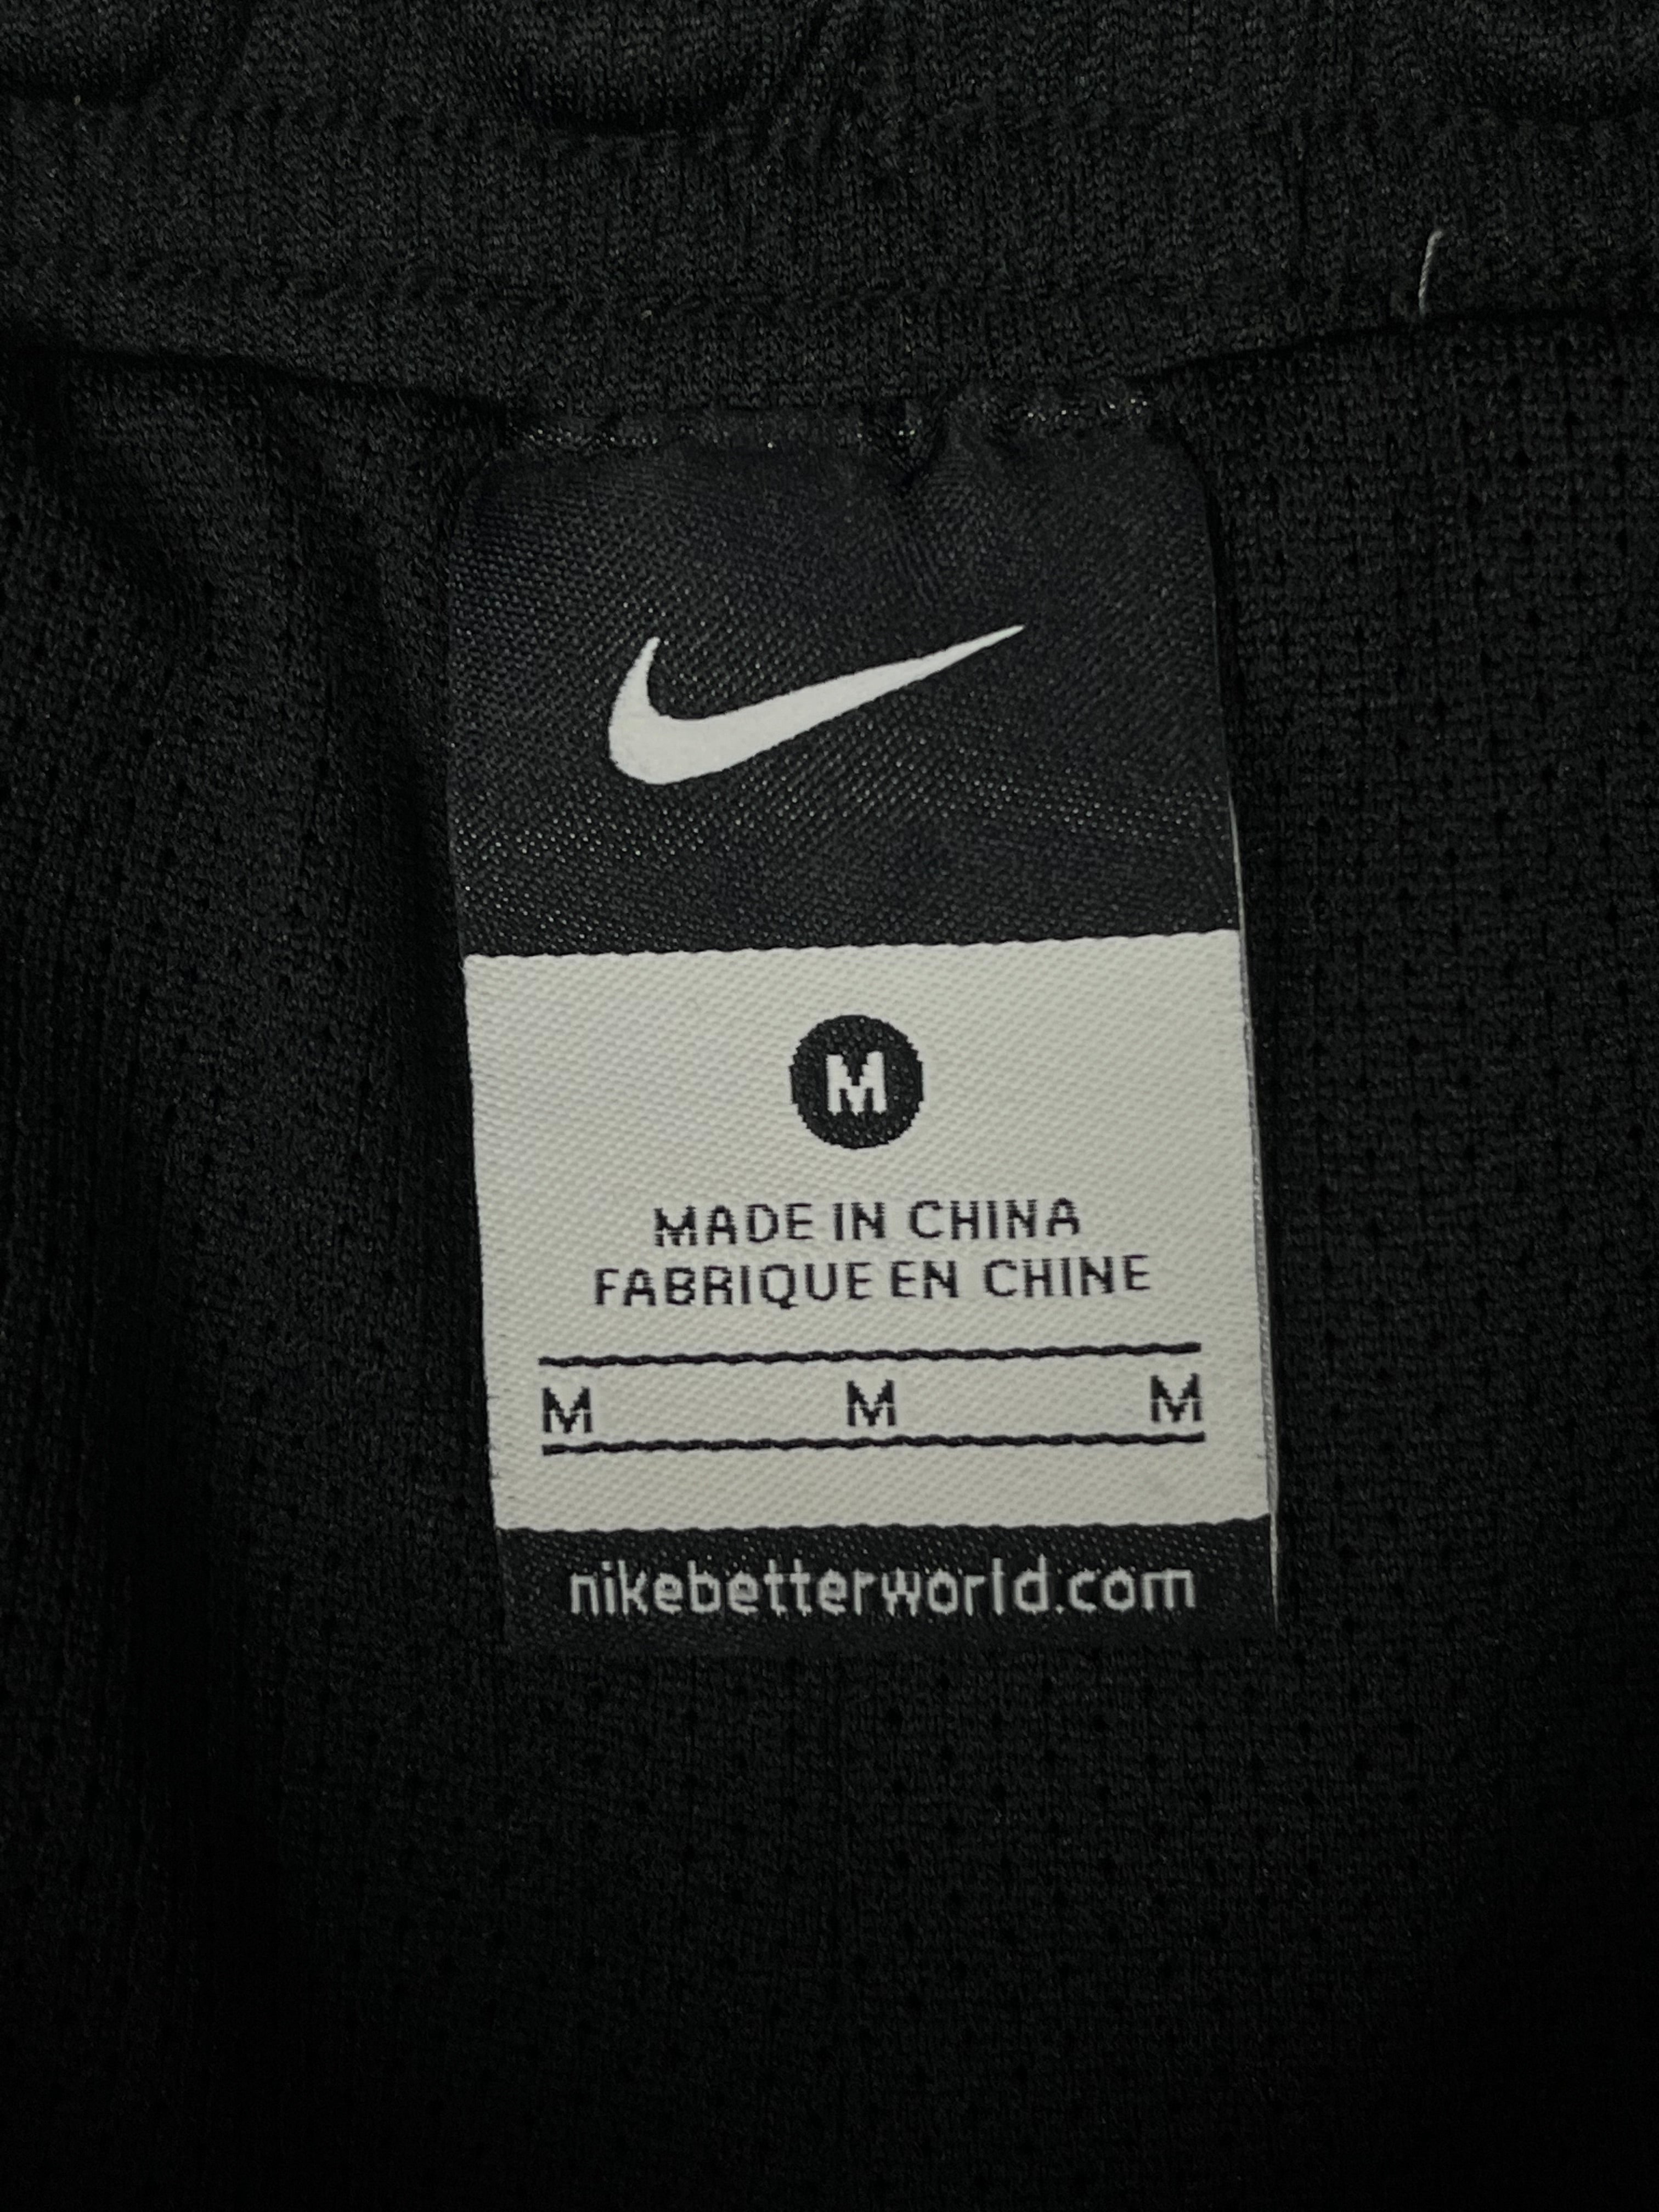 M
MADE IN CHINA
FABRIQUE EN CHINE
M M M
nikebetterworld.com